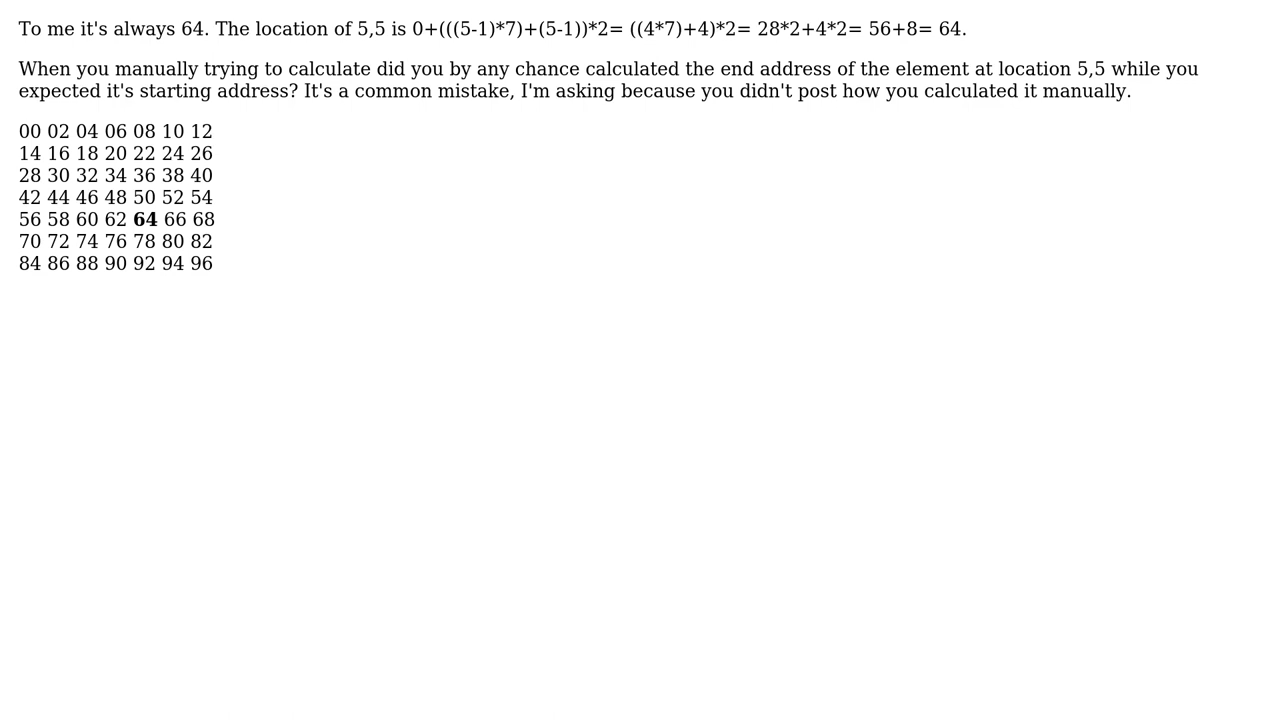 To me it's always 64. The location of 5,5 is 0+(((5-1)*7)+(5-1))*2= ((4*7)+4)*2= 28*2+4*2= 56+8= 64.
When you manually trying to calculate did you by any chance calculated the end address of the element at location 5,5 while you
expected it's starting address? It's a common mistake, I'm asking because you didn't post how you calculated it manually.
00 02 04 06 08 10 12
14 16 18 20 22 24 26
28 30 32 34 36 38 40
42 44 46 48 50 52 54
56 58 60 62 64 66 68
70 72 74 76 78 80 82
84 86 88 90 92 94 96